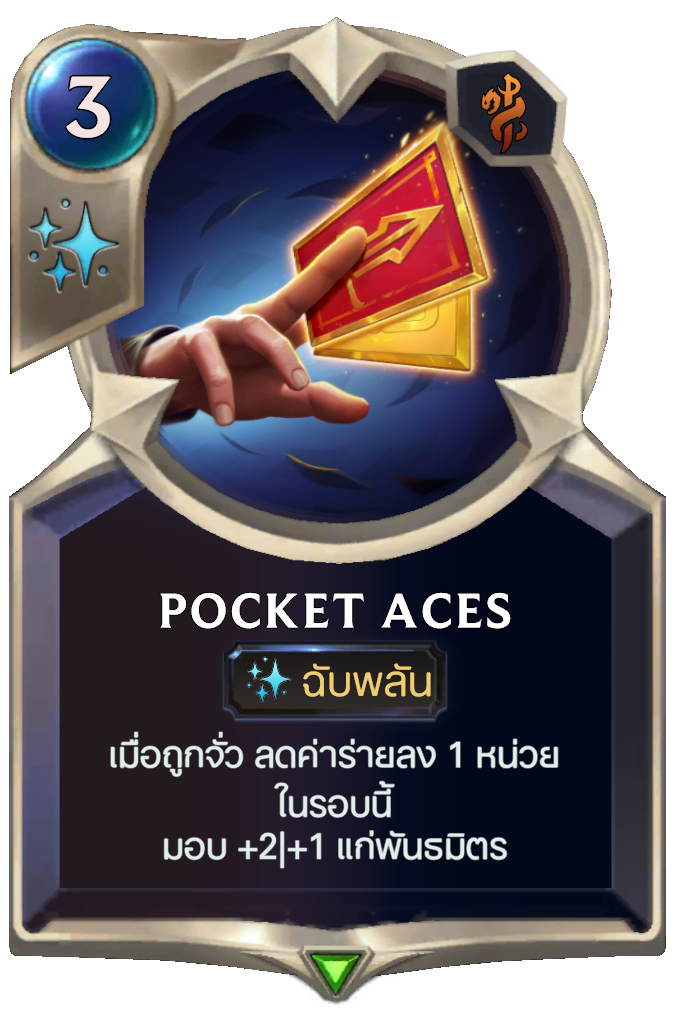 3
POCKET ACES
ฉับพลัน
เมื่อถูกจั่ว ลดค่าร่ายลง 1 หน่วย
ในรอบนี้
มอบ +2|+1 แก่พันธมิตร